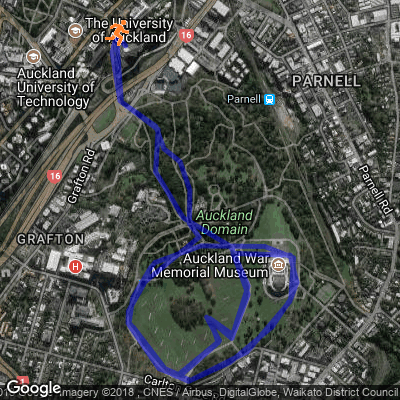 The University
of Auckland
16
PARNELL
Auckland
University of
Technology
Parnell
Grafton Rd
16
Parnell Rd
Auckland
Domain
GRAFTON
Auckland War
Memorial Museum
H
1
Carlt
Google
Imagery ©2018 , CNES / Airbus, DigitalGlobe, Waikato District Council